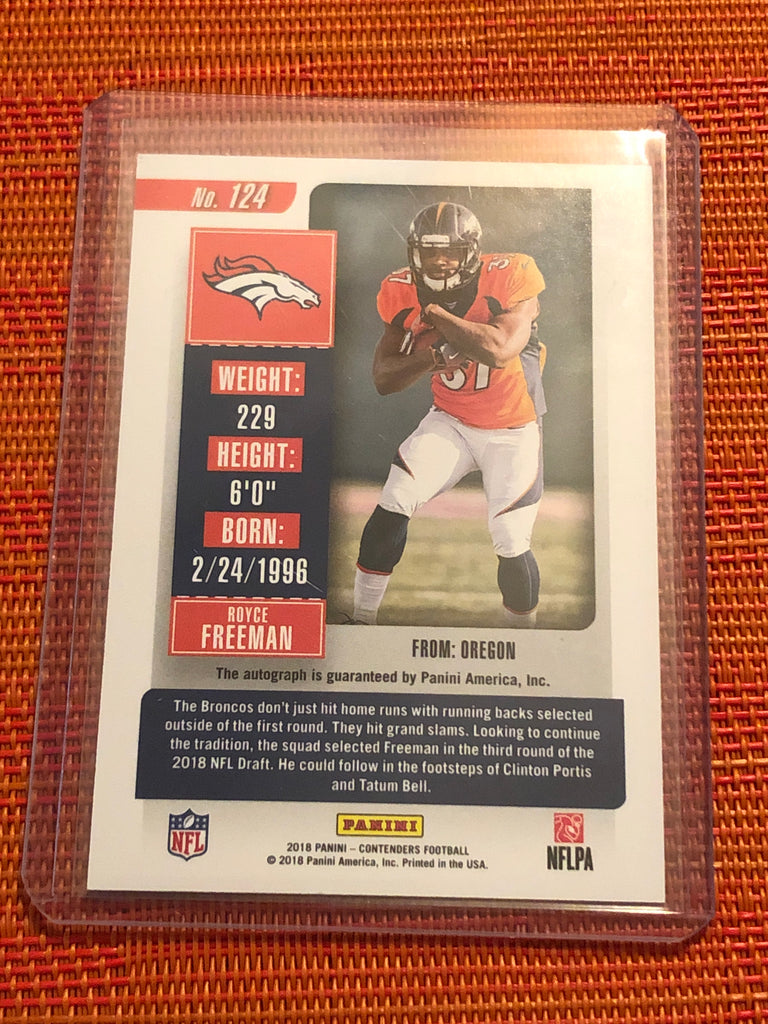 No. 124
37
37
WEIGHT:
229
HEIGHT:
6'0"
BORN:
2/24/1996
ROYCE
FREEMAN
FROM: OREGON
The autograph is guaranteed by Panini America, Inc.
The Broncos don't just hit home runs with running backs selected
outside of the first round. They hit grand slams. Looking to continue
the tradition, the squad selected Freeman in the third round of the
2018 NFL Draft. He could follow in the footsteps of Clinton Portis
and Tatum Bell.
NFL
PANINI
2018 PANINI – CONTENDERS FOOTBALL
© 2018 Panini America, Inc. Printed in the USA.
NFLPA